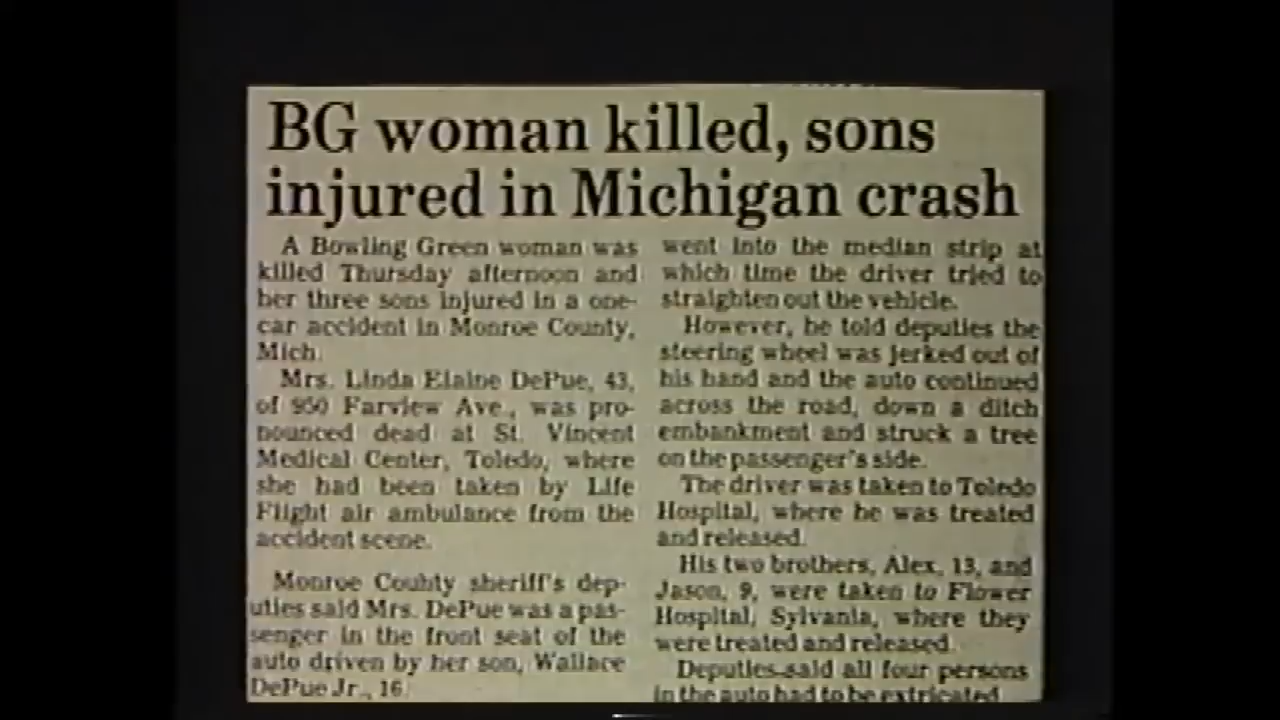 BG woman killed, sons
injured in Michigan crash
A Bowling Green woman was
killed Thursday afternoon and
her three sons injured in a one-
car accident in Monroe County,
Mich.
Mrs. Linda Elaine DePue, 43,
of 950 Farview Ave., was pro-
nounced dead at St. Vincent
Medical Center, Toledo, where
she had been taken by Life
Flight air ambulance from the
accident scene.
Monroe County sheriff's dep-
uties said Mrs. DePue was a pas-
senger in the front seat of the
auto driven by her son, Wallace
DePue Jr., 16.
went into the median strip at
which time the driver tried to
straighten out the vehicle.
However, he told deputies the
steering wheel was jerked out of
his hand and the auto continued
across the road, down a ditch
embankment and struck a tree
on the passenger's side.
The driver was taken to Toledo
Hospital, where he was treated
and released.
His two brothers, Alex, 13, and
Jason, 9, were taken to Flower
Hospital, Sylvania, where they
were treated and released.
Deputies said all four persons
in the auto had to be extricated